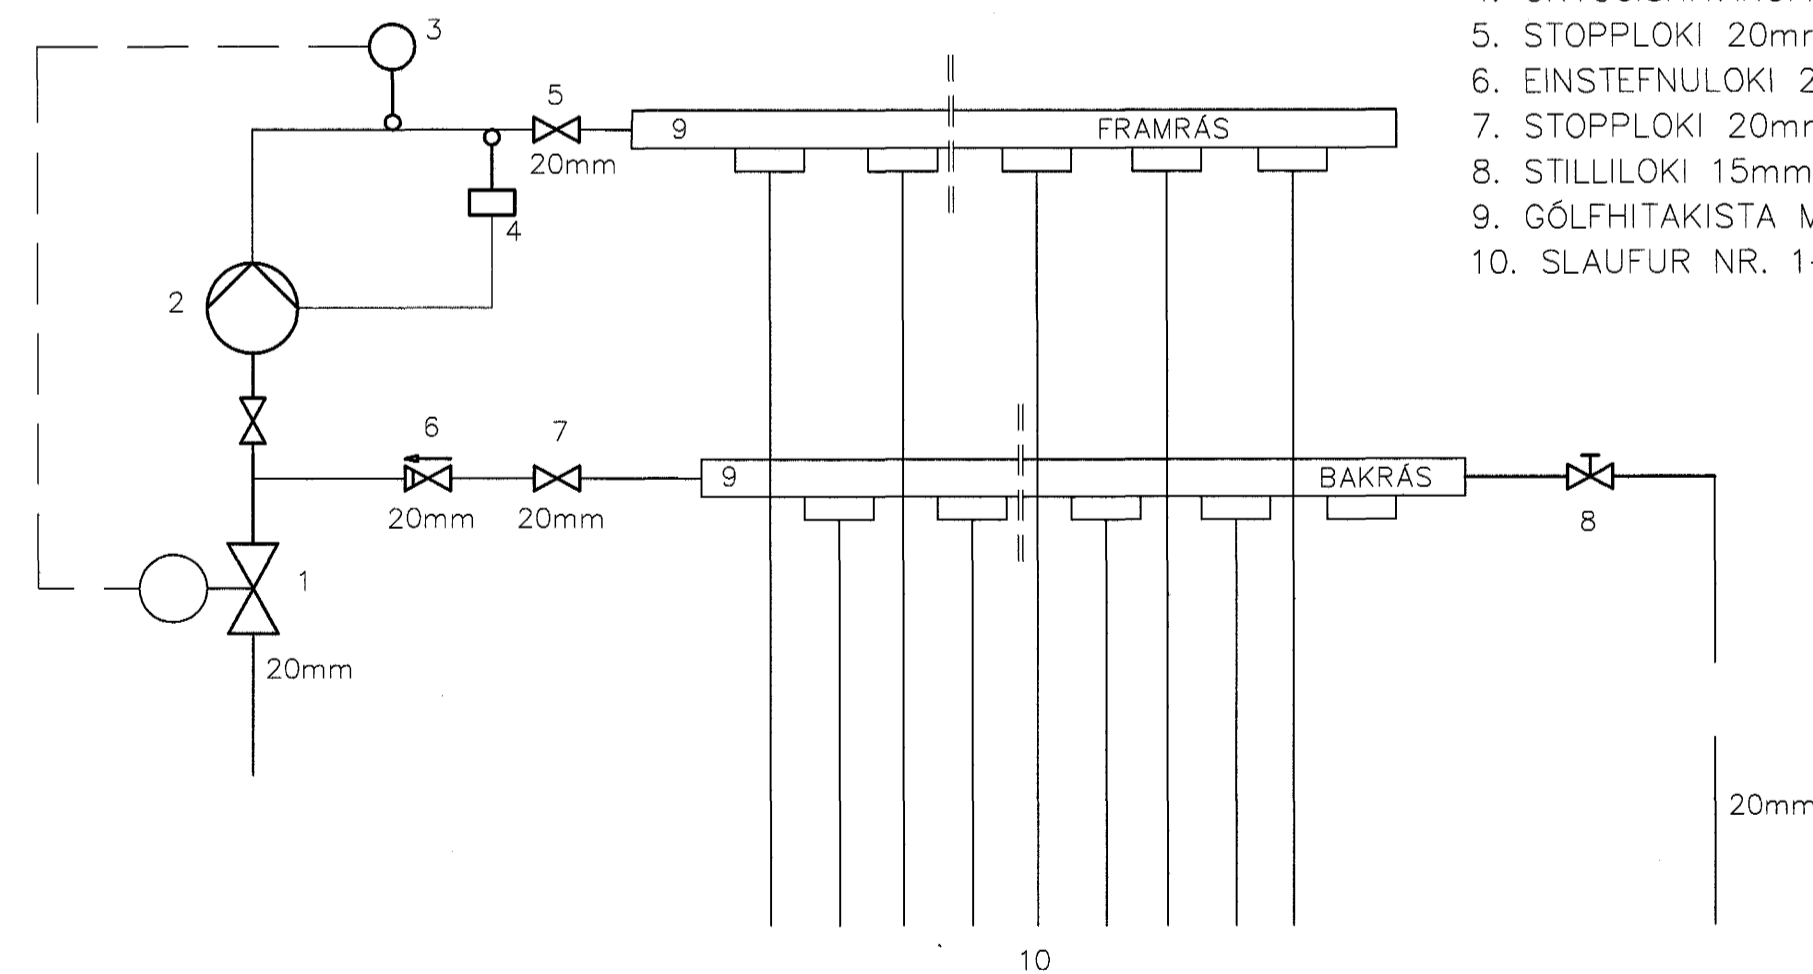 3
5. STOPPLOKI 20mm
6. EINSTEFNULOKI 2
5
7. STOPPLOKI 20mm
9 FRAMRÁS
20mm
8. STILLILOKI 15mm
4
9. GÓLFHITAKISTA M
10. SLAUFUR NR. 1-
2
6 7
9 BAKRÁS
20mm 20mm
8
1
20mm
20mm
10